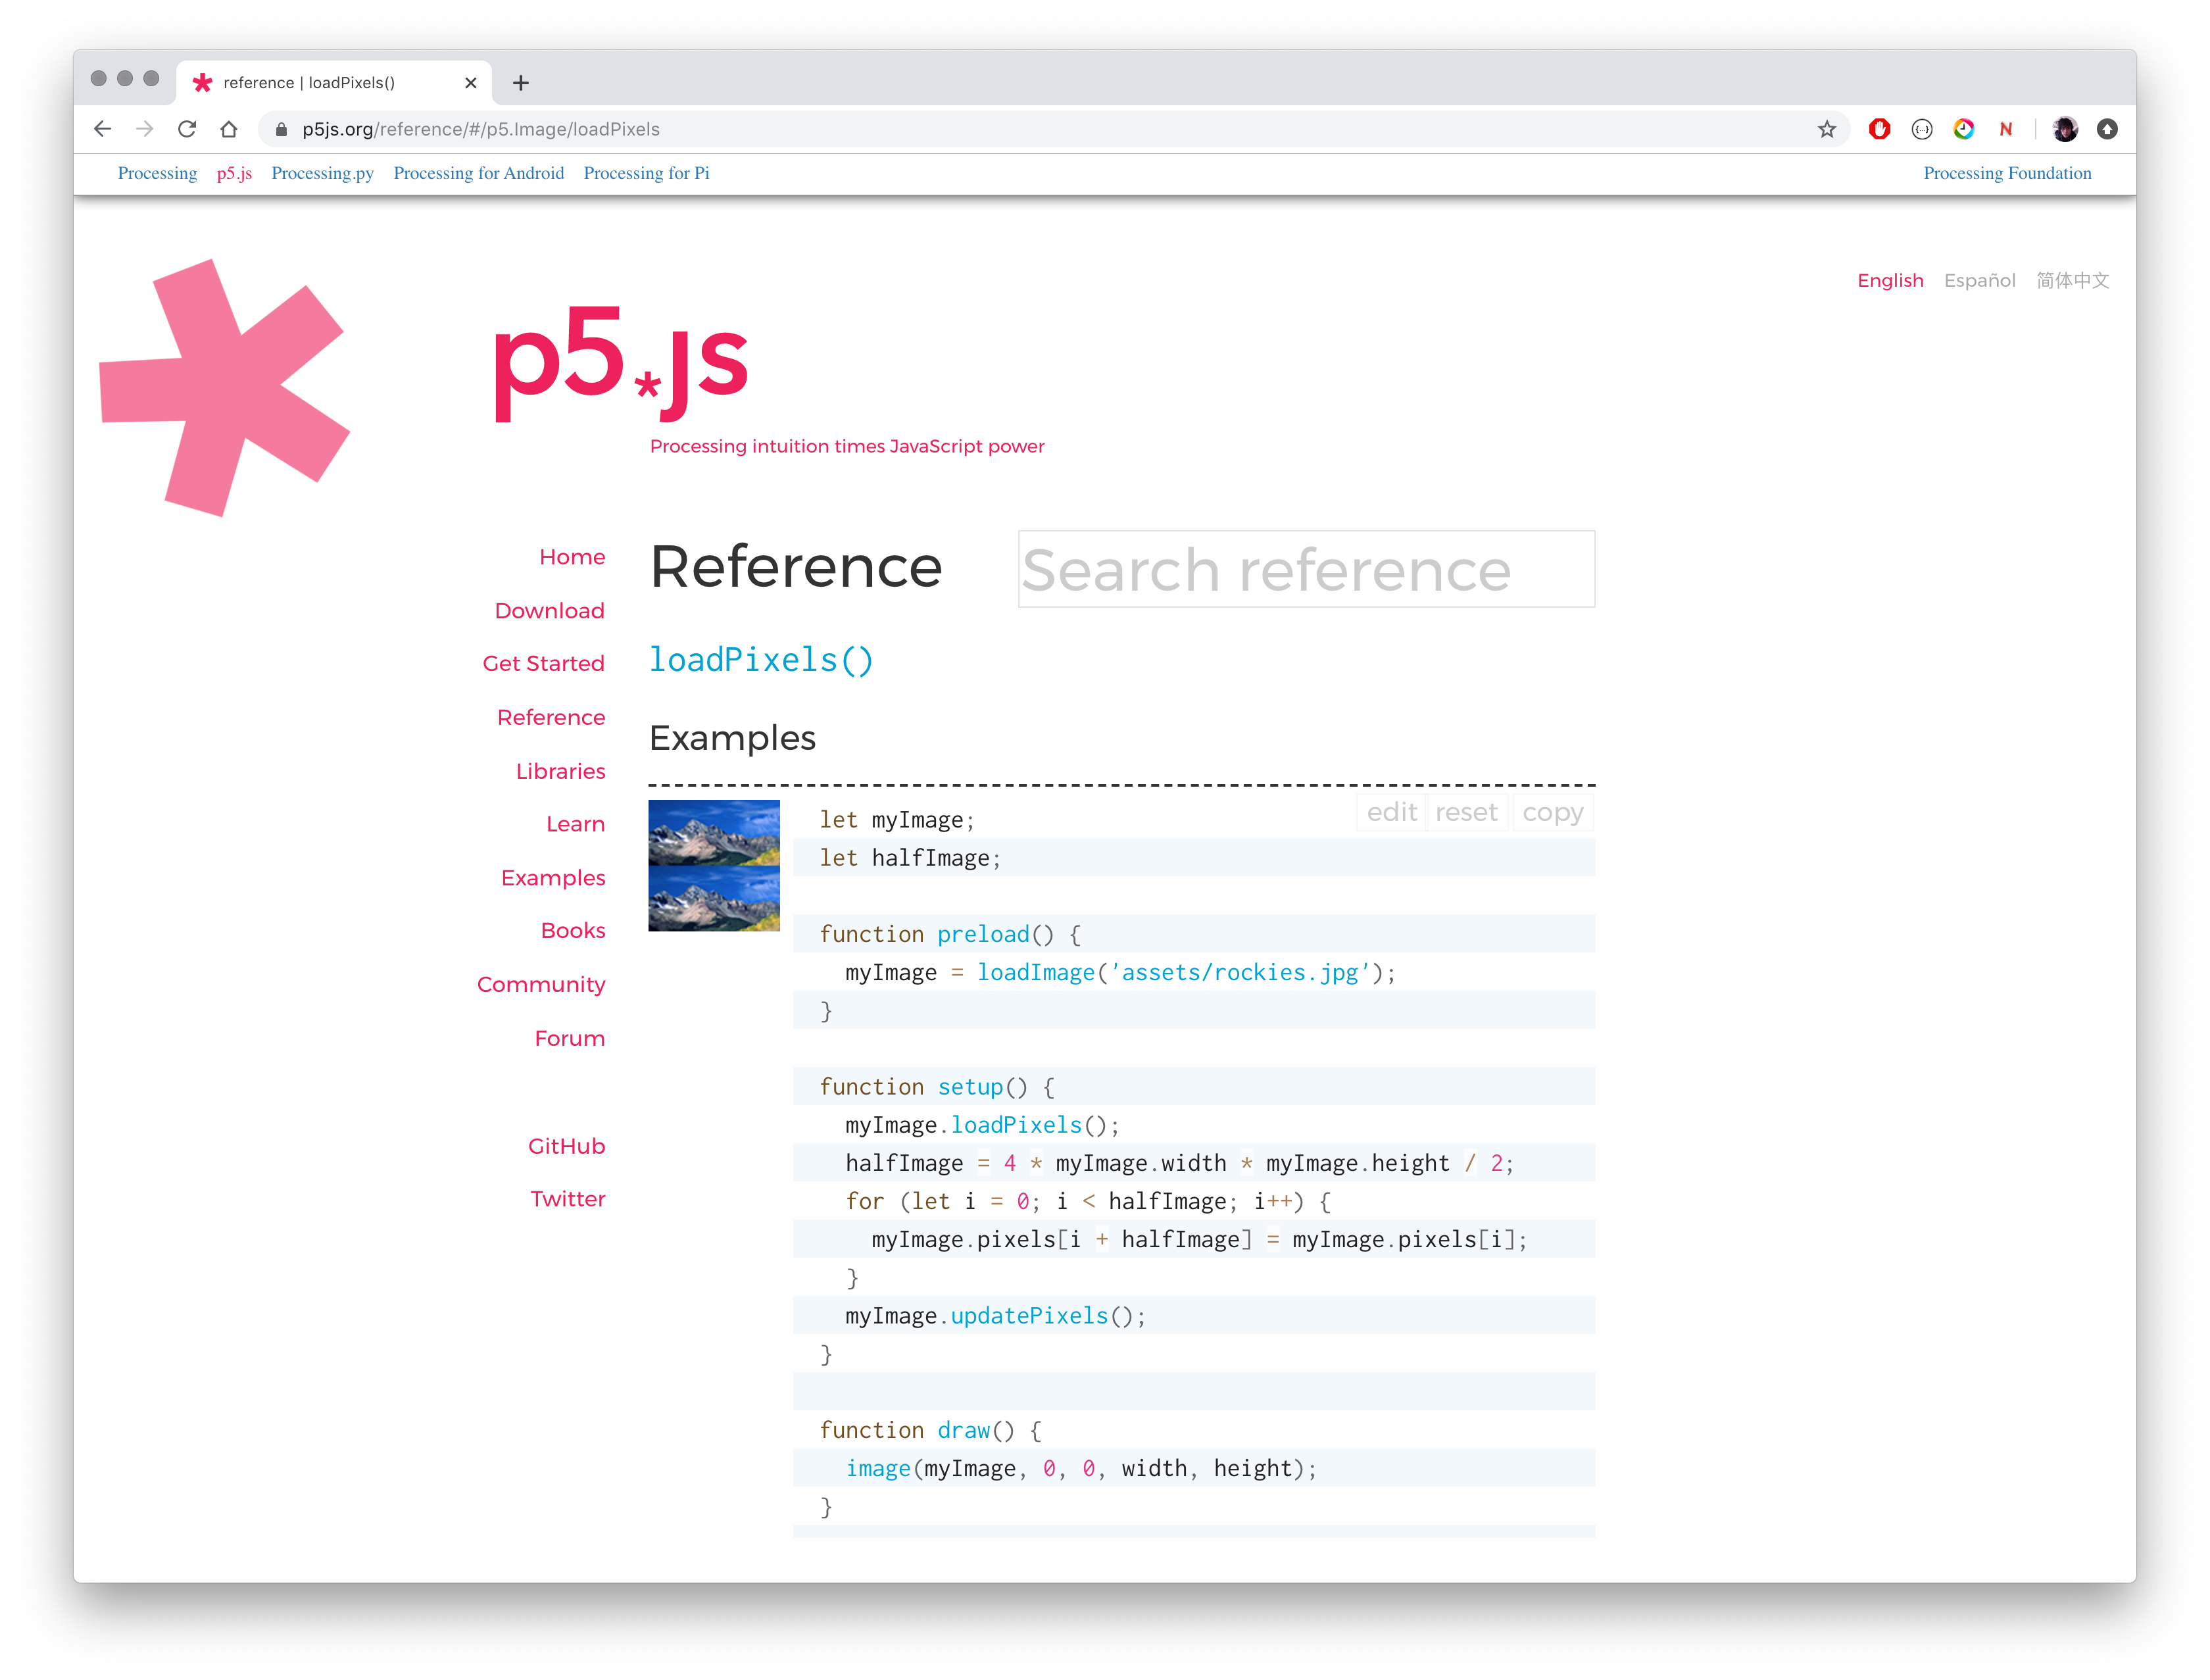 reference | loadPixels()
p5js.org/reference/#/p5.Image/loadPixels
N
Processing p5.js Processing.py Processing for Android Processing for Pi Processing Foundation
English Español 简体中文
p5*js
Processing intuition times JavaScript power
Home
Download
Get Started
Reference
Libraries
Learn
Examples
Books
Community
Forum
GitHub
Twitter
Reference
Search reference
loadPixels()
Examples
edit reset copy
let myImage;
let halfImage;
function preload() {
  myImage = loadImage('assets/rockies.jpg');
}
function setup() {
  myImage.loadPixels();
  halfImage = 4 * myImage.width * myImage.height / 2;
  for (let i = 0; i < halfImage; i++) {
    myImage.pixels[i + halfImage] = myImage.pixels[i];
  }
  myImage.updatePixels();
}
function draw() {
  image(myImage, 0, 0, width, height);
}